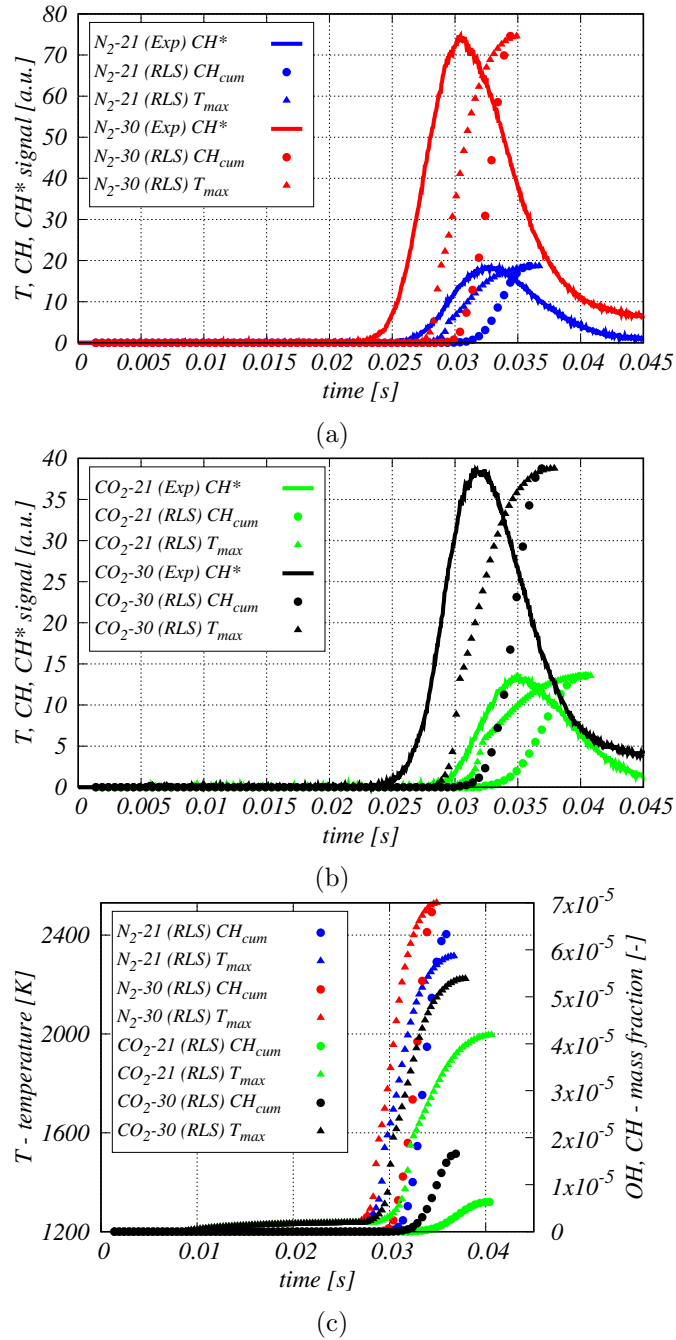 80
70
60
50
40
30
20
10
0
T, CH, CH* signal [a.u.]
N2-21 (Exp) CH*
N2-21 (RLS) CHcum
N2-21 (RLS) Tmax
N2-30 (Exp) CH*
N2-30 (RLS) CHcum
N2-30 (RLS) Tmax
0 0.005 0.01 0.015 0.02 0.025 0.03 0.035 0.04 0.045
time [s]
(a)
40
35
30
25
20
15
10
5
0
T, CH, CH* signal [a.u.]
CO2-21 (Exp) CH*
CO2-21 (RLS) CHcum
CO2-21 (RLS) Tmax
CO2-30 (Exp) CH*
CO2-30 (RLS) CHcum
CO2-30 (RLS) Tmax
0 0.005 0.01 0.015 0.02 0.025 0.03 0.035 0.04 0.045
time [s]
(b)
2400
2000
1600
1200
T - temperature [K]
N2-21 (RLS) CHcum
N2-21 (RLS) Tmax
N2-30 (RLS) CHcum
N2-30 (RLS) Tmax
CO2-21 (RLS) CHcum
CO2-21 (RLS) Tmax
CO2-30 (RLS) CHcum
CO2-30 (RLS) Tmax
7x10-5
6x10-5
5x10-5
4x10-5
3x10-5
2x10-5
1x10-5
0
OH, CH - mass fraction [-]
0 0.01 0.02 0.03 0.04
time [s]
(c)